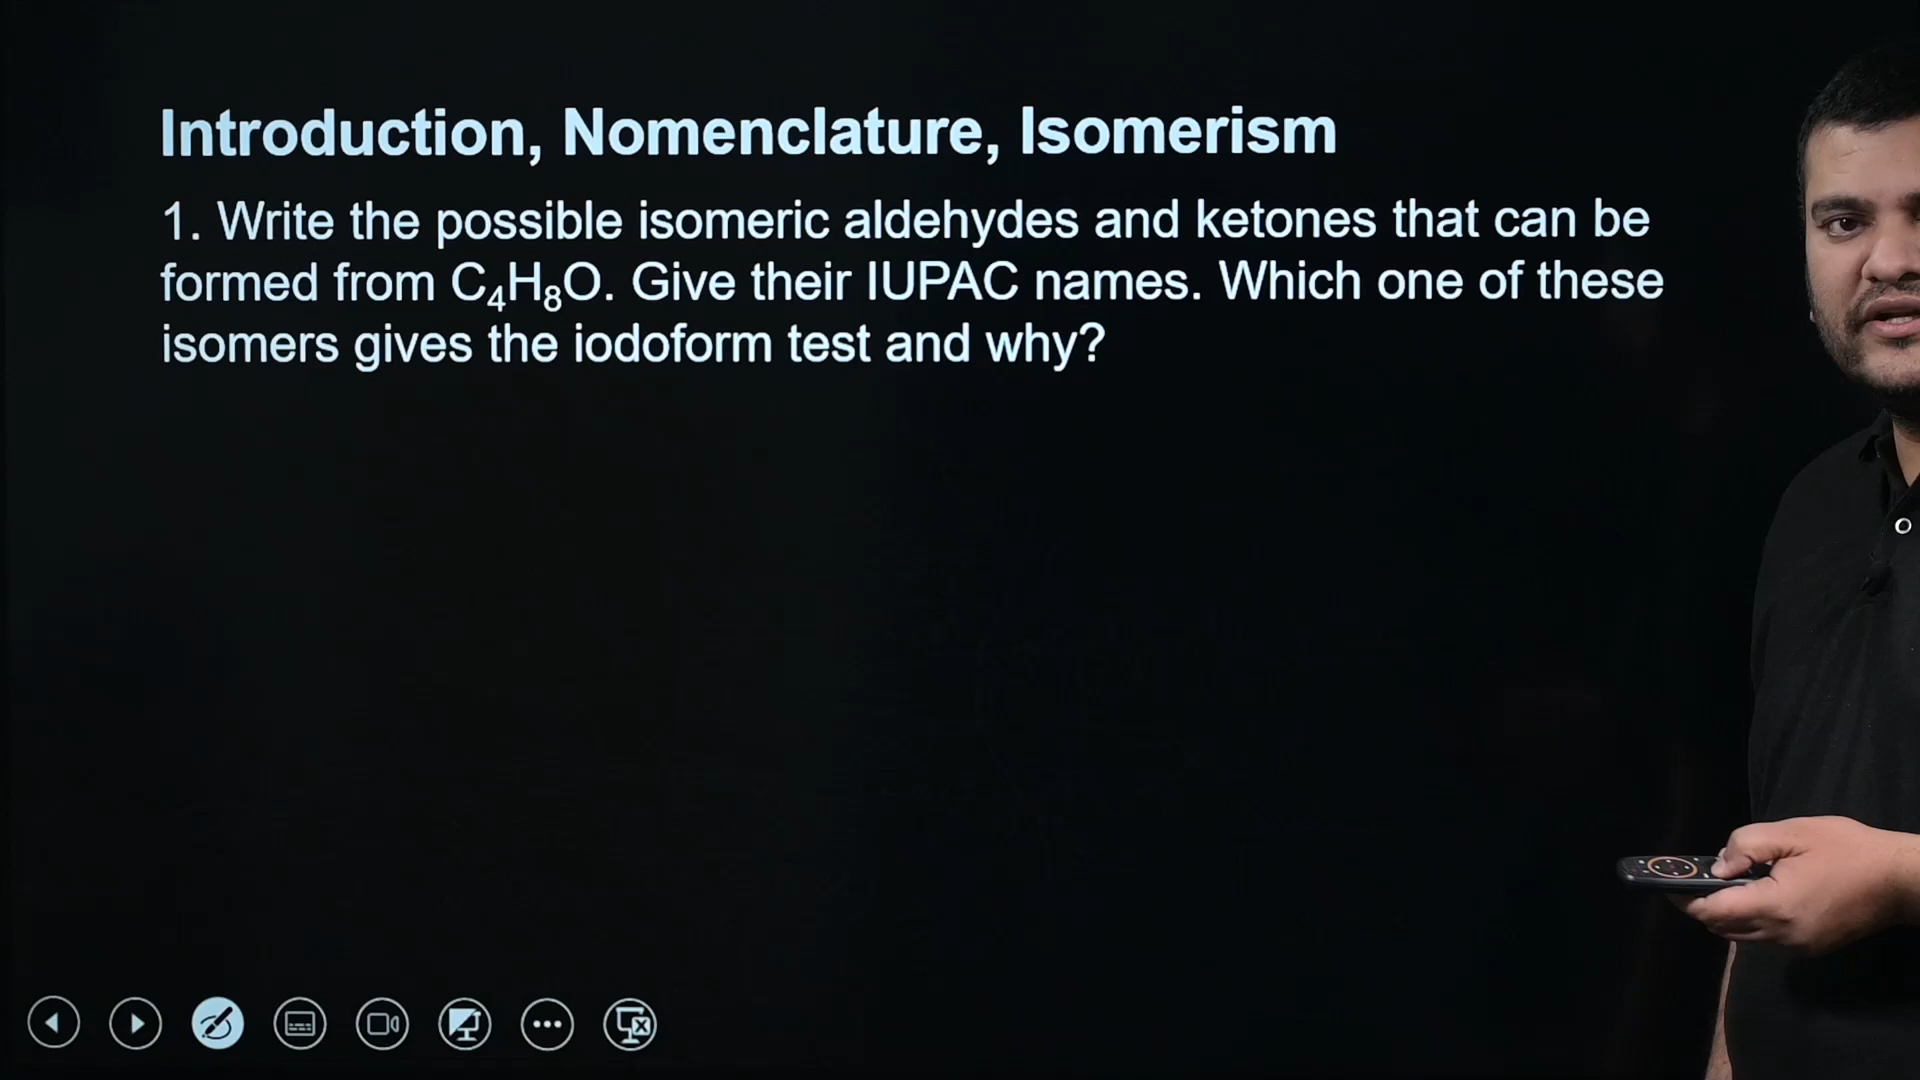 Introduction, Nomenclature, Isomerism
1. Write the possible isomeric aldehydes and ketones that can be
formed from C₄H₈O. Give their IUPAC names. Which one of these
isomers gives the iodoform test and why?